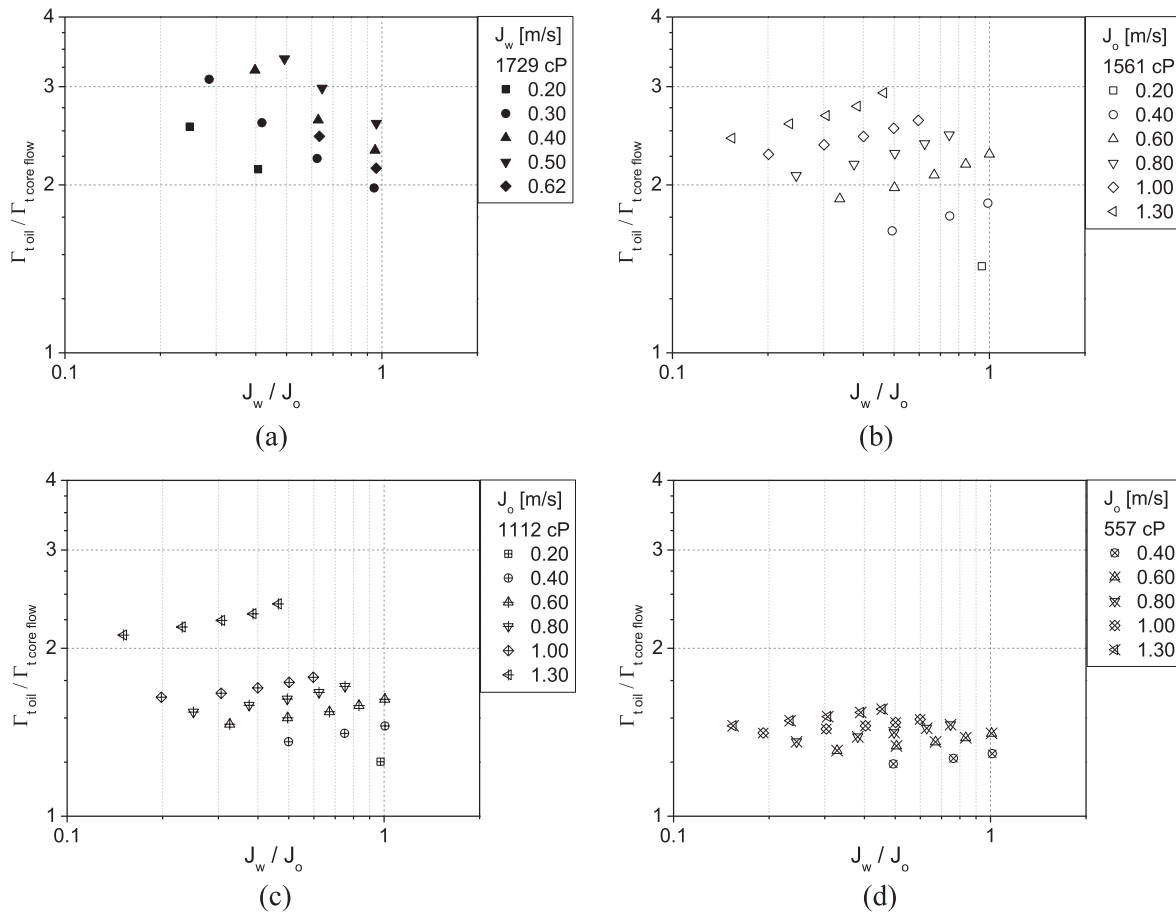 4
3
2
1
0.1
1
Γt oil / Γt core flow
Jw / Jo
Jw [m/s]
1729 cP
0.20
0.30
0.40
0.50
0.62
(a)
4
3
2
1
0.1
1
Γt oil / Γt core flow
Jw / Jo
Jo [m/s]
1561 cP
0.20
0.40
0.60
0.80
1.00
1.30
(b)
4
3
2
1
0.1
1
Γt oil / Γt core flow
Jw / Jo
Jo [m/s]
1112 cP
0.20
0.40
0.60
0.80
1.00
1.30
(c)
4
3
2
1
0.1
1
Γt oil / Γt core flow
Jw / Jo
Jo [m/s]
557 cP
0.40
0.60
0.80
1.00
1.30
(d)